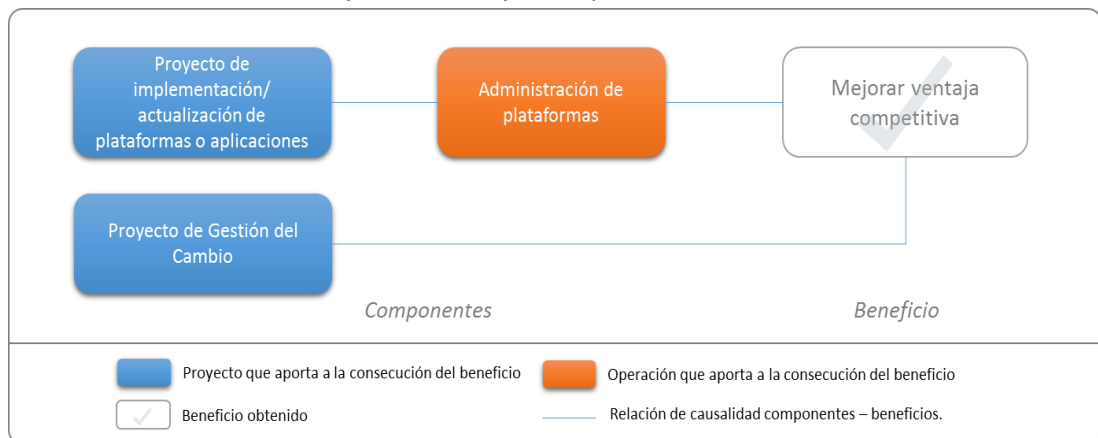 Proyecto de
implementación/
actualización de
plataformas o aplicaciones
Administración de
plataformas
Mejorar ventaja
competitiva
Proyecto de Gestión del
Cambio
Componentes
Beneficio
Proyecto que aporta a la consecución del beneficio
Operación que aporta a la consecución del beneficio
Beneficio obtenido
Relación de causalidad componentes – beneficios.